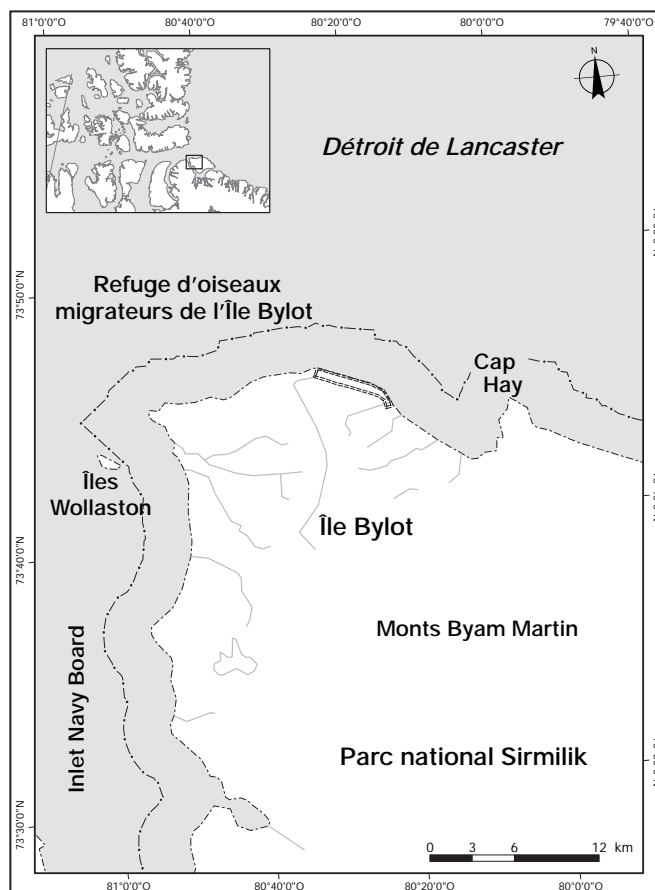 81°00'0"O
80°40'0"O
80°20'0"O
80°0'0"O
79°40'0"O
N
Détroit de Lancaster
73°50'0"N
Refuge d'oiseaux
migrateurs de l'Île Bylot
Cap
Hay
Îles
Wollaston
Île Bylot
73°40'0"N
Monts Byam Martin
Inlet Navy Board
Parc national Sirmilik
73°30'0"N
0 3 6 12 km
81°00'0"O
80°40'0"O
80°20'0"O
80°0'0"O